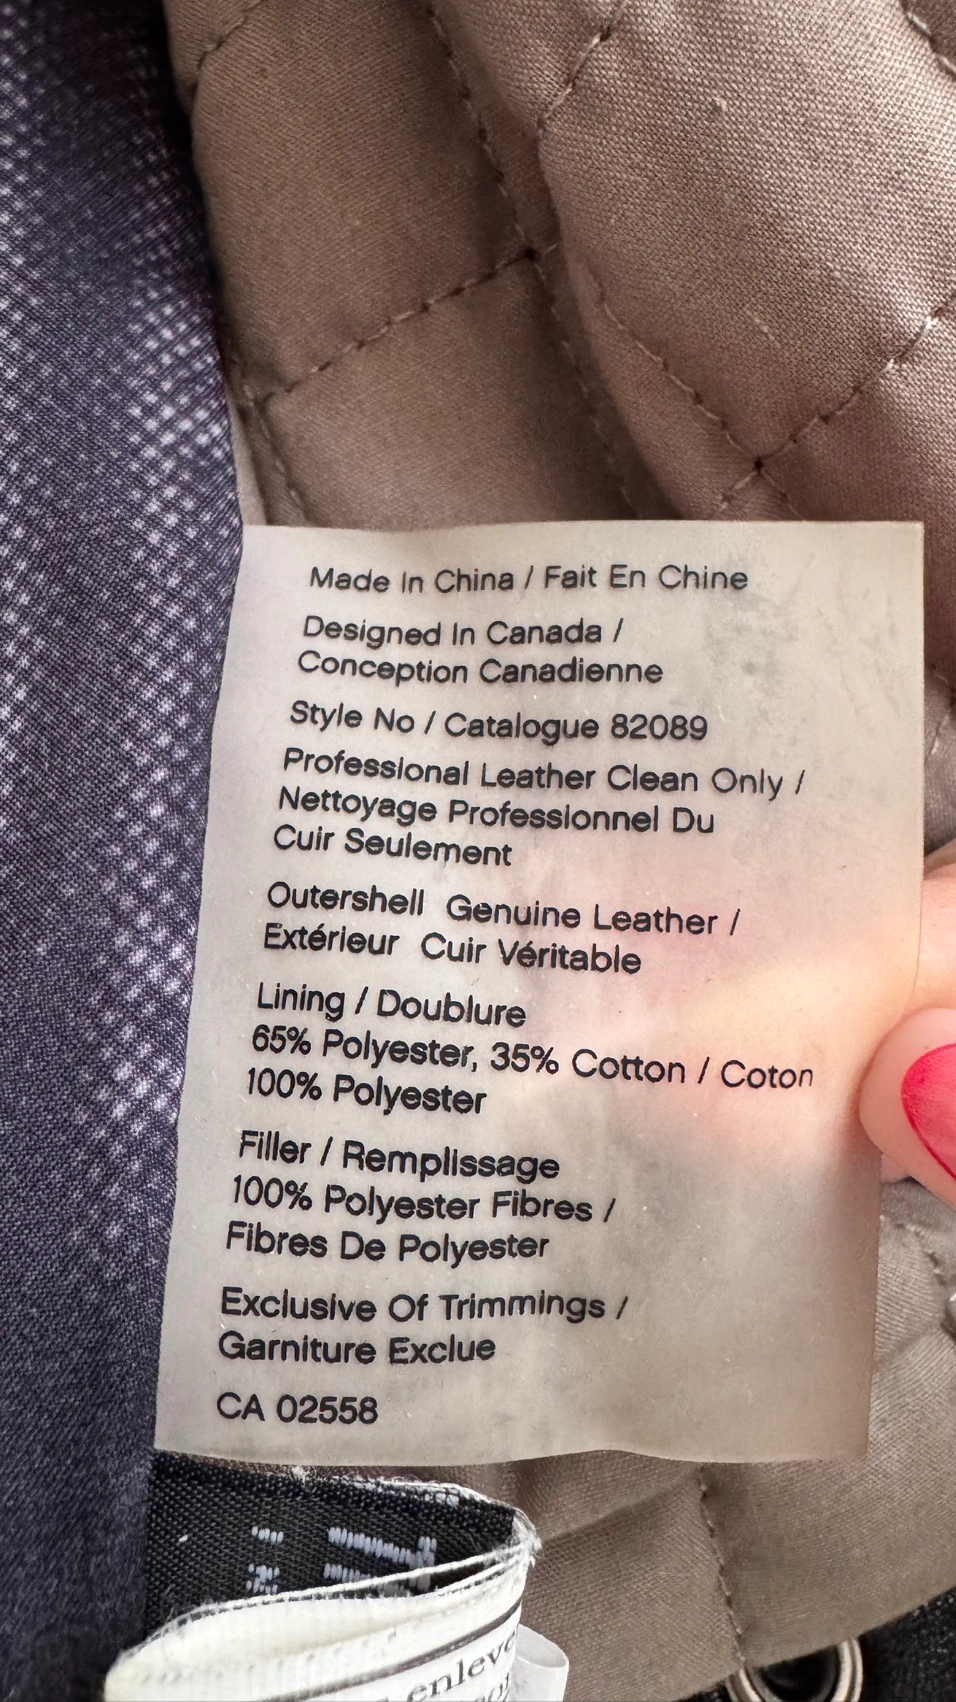 Made In China / Fait En Chine
Designed In Canada /
Conception Canadienne
Style No / Catalogue 82089
Professional Leather Clean Only /
Nettoyage Professionnel Du
Cuir Seulement
Outershell Genuine Leather /
Extérieur Cuir Véritable
Lining / Doublure
65% Polyester, 35% Cotton / Coton
100% Polyester
Filler / Remplissage
100% Polyester Fibres /
Fibres De Polyester
Exclusive Of Trimmings /
Garniture Exclue
CA 02558